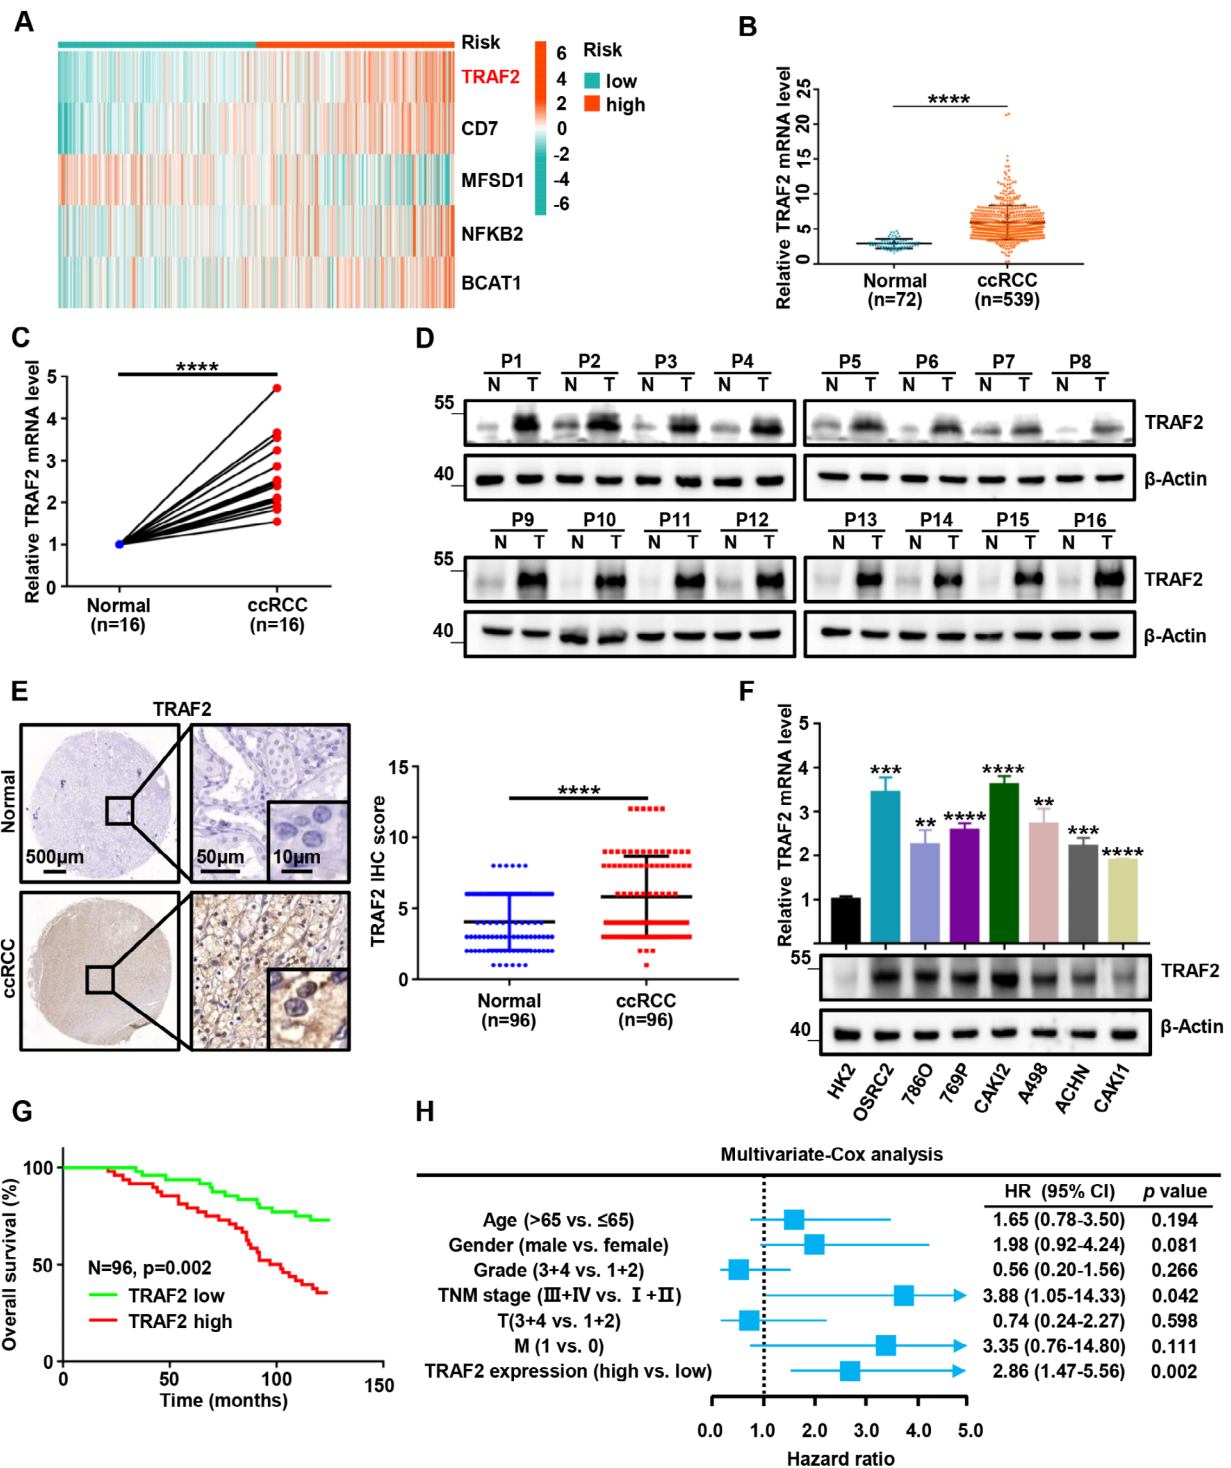 A
Risk
TRAF2
CD7
MFSD1
NFKB2
BCAT1
6
4
2
0
-2
-4
-6
Risk
low
high
B
Relative TRAF2 mRNA level
25
20
15
10
5
0
****
Normal
(n=72)
ccRCC
(n=539)
C
Relative TRAF2 mRNA level
5
4
3
2
1
0
****
Normal
(n=16)
ccRCC
(n=16)
D
P1 P2 P3 P4 P5 P6 P7 P8
N T N T N T N T N T N T N T N T
55
TRAF2
40
β-Actin
P9 P10 P11 P12 P13 P14 P15 P16
N T N T N T N T N T N T N T N T
55
TRAF2
40
β-Actin
E
TRAF2
Normal
500μm
50μm
10μm
ccRCC
TRAF2 IHC score
15
10
5
0
****
Normal
(n=96)
ccRCC
(n=96)
F
Relative TRAF2 mRNA level
5
4
3
2
1
*** ** **** **** ** *** ****
55
TRAF2
40
β-Actin
HK2 OSRC2 786O 769P CAKI2 A498 ACHN CAKI1
G
Overall survival (%)
100
50
0
N=96, p=0.002
TRAF2 low
TRAF2 high
0 50 100 150
Time (months)
H
Multivariate-Cox analysis
HR (95% CI) p value
Age (>65 vs. ≤65) 1.65 (0.78-3.50) 0.194
Gender (male vs. female) 1.98 (0.92-4.24) 0.081
Grade (3+4 vs. 1+2) 0.56 (0.20-1.56) 0.266
TNM stage (Ⅲ+Ⅳ vs. Ⅰ+Ⅱ) 3.88 (1.05-14.33) 0.042
T(3+4 vs. 1+2) 0.74 (0.24-2.27) 0.598
M (1 vs. 0) 3.35 (0.76-14.80) 0.111
TRAF2 expression (high vs. low) 2.86 (1.47-5.56) 0.002
0.0 1.0 2.0 3.0 4.0 5.0
Hazard ratio